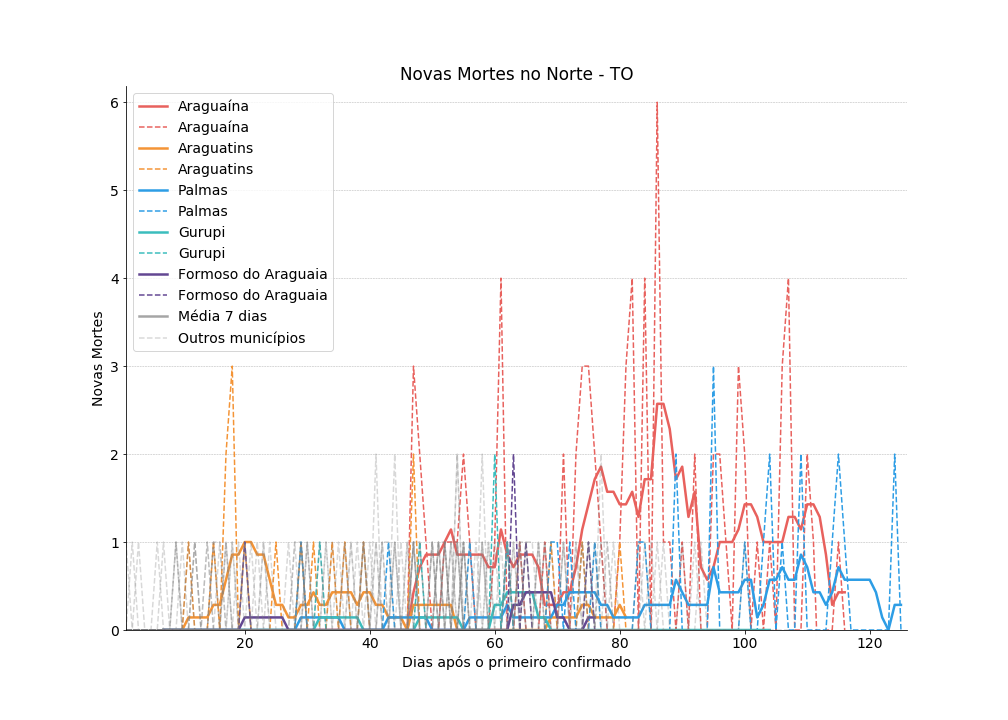 Novas Mortes no Norte - TO
6
5
4
3
2
1
0
Novas Mortes
Araguaína
Araguaína
Araguatins
Araguatins
Palmas
Palmas
Gurupi
Gurupi
Formoso do Araguaia
Formoso do Araguaia
Média 7 dias
Outros municípios
20 40 60 80 100 120
Dias após o primeiro confirmado